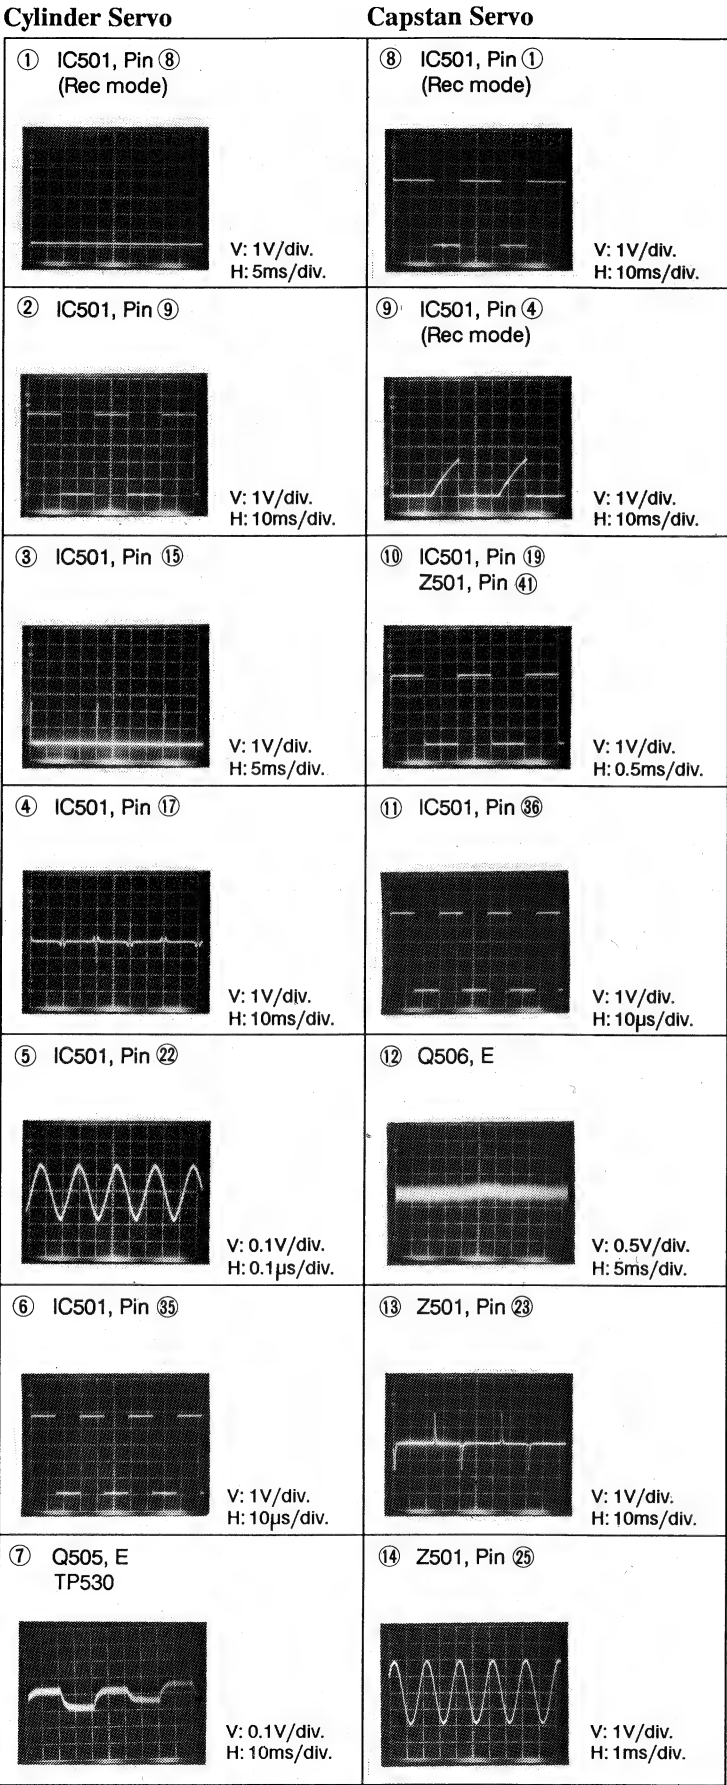 Cylinder Servo
① IC501, Pin ⑧
(Rec mode)
V: 1V/div.
H: 5ms/div.
② IC501, Pin ⑨
V: 1V/div.
H: 10ms/div.
③ IC501, Pin ⑮
V: 1V/div.
H: 5ms/div.
④ IC501, Pin ⑰
V: 1V/div.
H: 10ms/div.
⑤ IC501, Pin ㉒
V: 0.1V/div.
H: 0.1µs/div.
⑥ IC501, Pin ㉟
V: 1V/div.
H: 10µs/div.
⑦ Q505, E
TP530
V: 0.1V/div.
H: 10ms/div.
Capstan Servo
⑧ IC501, Pin ①
(Rec mode)
V: 1V/div.
H: 10ms/div.
⑨ IC501, Pin ④
(Rec mode)
V: 1V/div.
H: 10ms/div.
⑩ IC501, Pin ⑲
Z501, Pin ㊶
V: 1V/div.
H: 0.5ms/div.
⑪ IC501, Pin ㊱
V: 1V/div.
H: 10µs/div.
⑫ Q506, E
V: 0.5V/div.
H: 5ms/div.
⑬ Z501, Pin ㉓
V: 1V/div.
H: 10ms/div.
⑭ Z501, Pin ㉕
V: 1V/div.
H: 1ms/div.